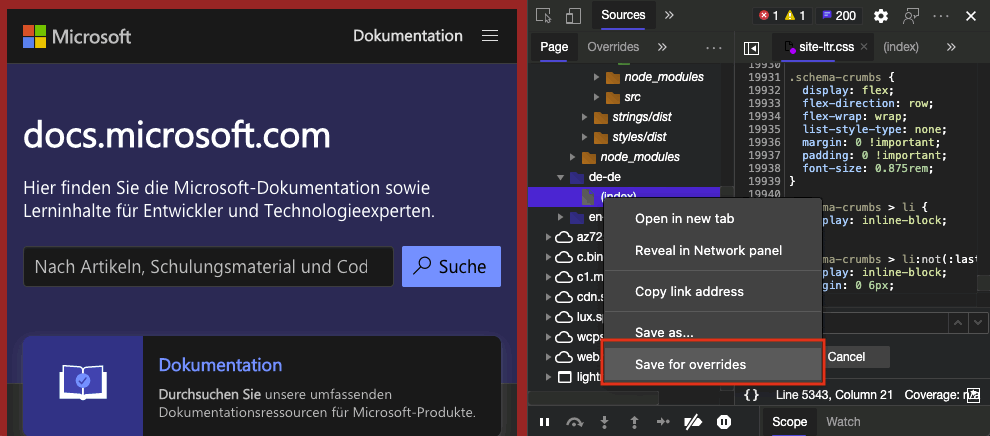 Microsoft
Dokumentation
docs.microsoft.com
Hier finden Sie die Microsoft-Dokumentation sowie
Lerninhalte für Entwickler und Technologieexperten.
Nach Artikeln, Schulungsmaterial und Cod
Suche
Dokumentation
Durchsuchen Sie unsere umfassenden
Dokumentationsressourcen für Microsoft-Produkte.
Sources
1 1 200
Page Overrides
site-ltr.css (index)
node_modules
src
strings/dist
styles/dist
node_modules
de-de
(index)
en-
az72
c.bin
c1.m
cdn.s
lux.sp
wcps
web
light
19930
19931 .schema-crumbs {
19932 display: flex;
19933 flex-direction: row;
19934 flex-wrap: wrap;
19935 list-style-type: none;
19936 margin: 0 !important;
19937 padding: 0 !important;
19938 font-size: 0.875rem;
19939 }
19940
chema-crumbs > li {
play: inline-block;
chema-crumbs > li:not(:last
play: inline-block;
gin: 0 6px;
Open in new tab
Reveal in Network panel
Copy link address
Save as...
Save for overrides
Cancel
{} Line 5343, Column 21 Coverage: n/a
Scope Watch